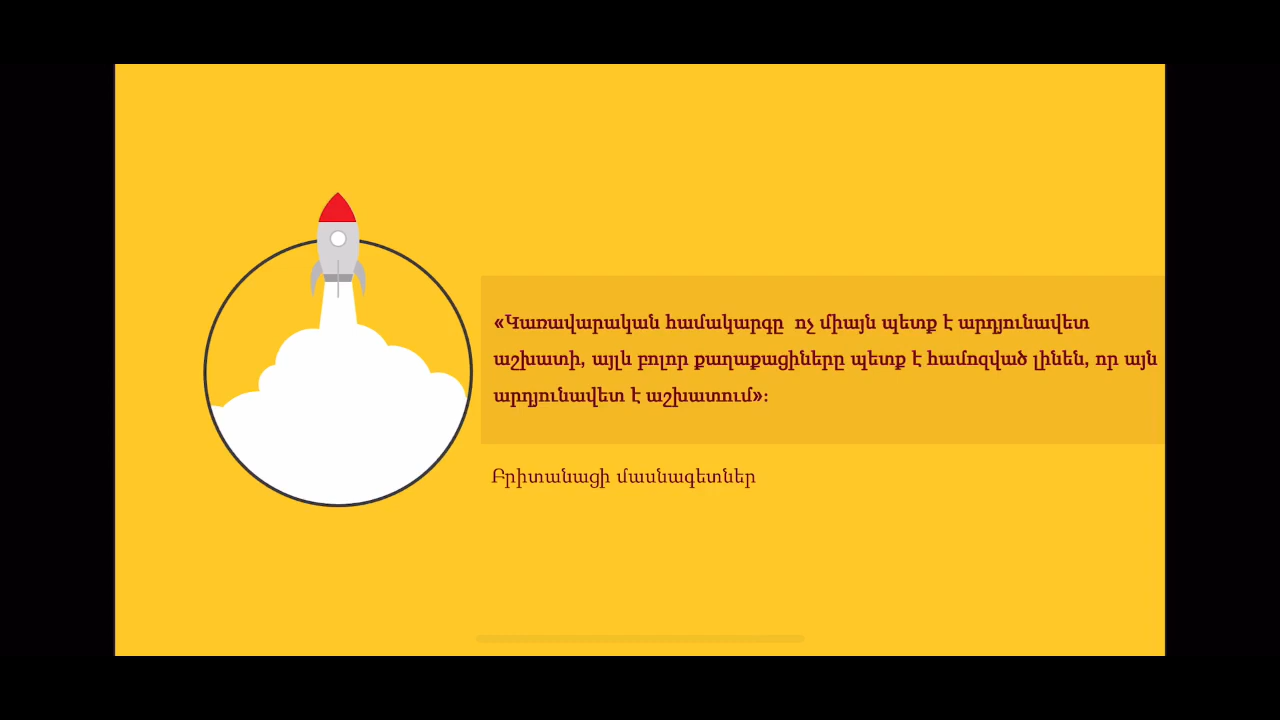 «Կառավարական համակարգը  ոչ միայն պետք է արդյունավետ
աշխատի, այլև բոլոր քաղաքացիները պետք է համոզված լինեն, որ այն
արդյունավետ է աշխատում»:
Բրիտանացի մասնագետներ